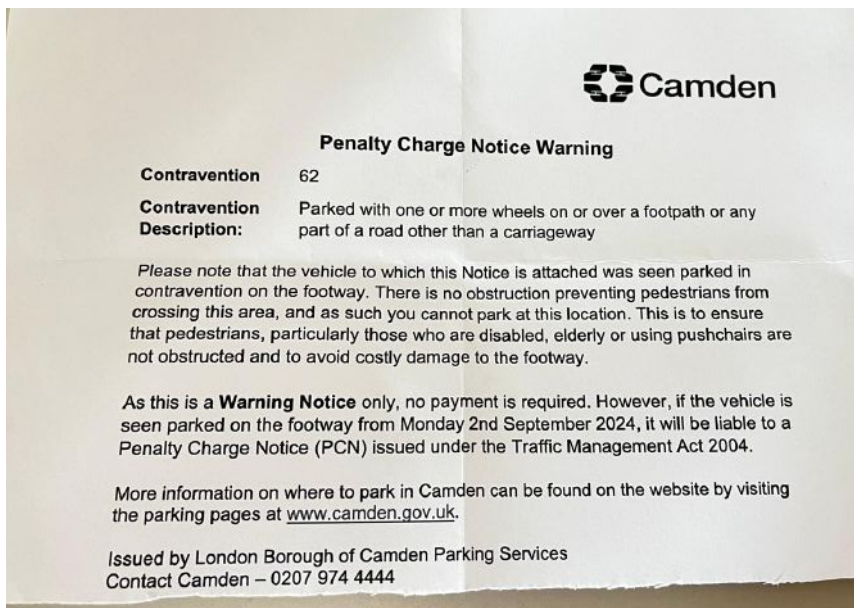 Camden
Penalty Charge Notice Warning
Contravention 62
Contravention Parked with one or more wheels on or over a footpath or any
Description: part of a road other than a carriageway
Please note that the vehicle to which this Notice is attached was seen parked in
contravention on the footway. There is no obstruction preventing pedestrians from
crossing this area, and as such you cannot park at this location. This is to ensure
that pedestrians, particularly those who are disabled, elderly or using pushchairs are
not obstructed and to avoid costly damage to the footway.
As this is a Warning Notice only, no payment is required. However, if the vehicle is
seen parked on the footway from Monday 2nd September 2024, it will be liable to a
Penalty Charge Notice (PCN) issued under the Traffic Management Act 2004.
More information on where to park in Camden can be found on the website by visiting
the parking pages at www.camden.gov.uk.
Issued by London Borough of Camden Parking Services
Contact Camden – 0207 974 4444